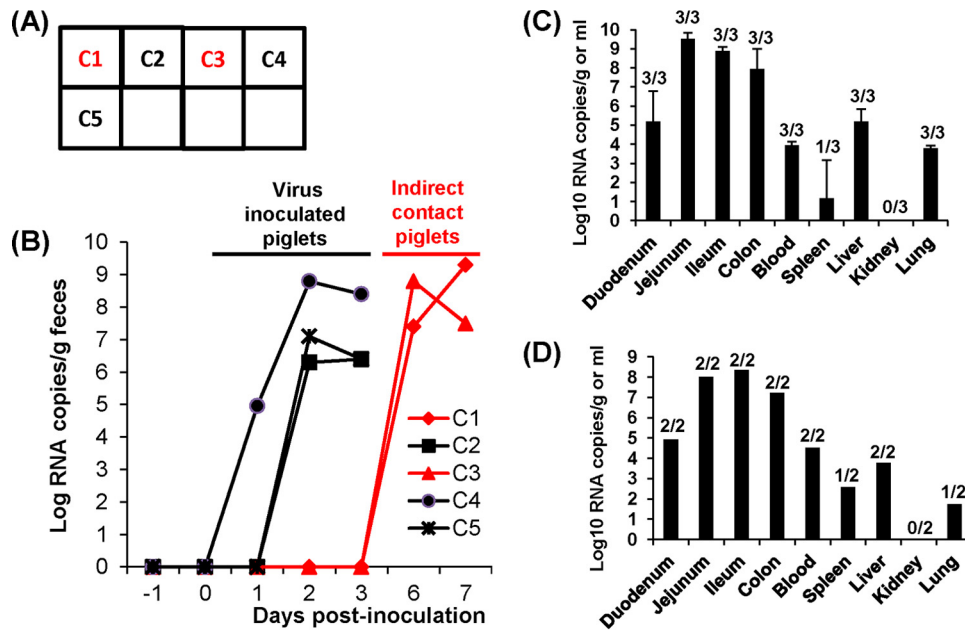 (A)
C1 C2 C3 C4
C5
(B)
Virus
inoculated
piglets
Indirect
contact
piglets
Log RNA copies/g feces
10
9
8
7
6
5
4
3
2
1
0
C1
C2
C3
C4
C5
-1 0 1 2 3 6 7
Days post-inoculation
(C)
Log10 RNA copies/g or ml
10
9
8
7
6
5
4
3
2
1
0
3/3 3/3 3/3 3/3 3/3 1/3 3/3 0/3 3/3
Duodenum Jejunum Ileum Colon Blood Spleen Liver Kidney Lung
(D)
Log10 RNA copies/g or ml
9
8
7
6
5
4
3
2
1
0
2/2 2/2 2/2 2/2 2/2 1/2 2/2 0/2 1/2
Duodenum Jejunum Ileum Colon Blood Spleen Liver Kidney Lung